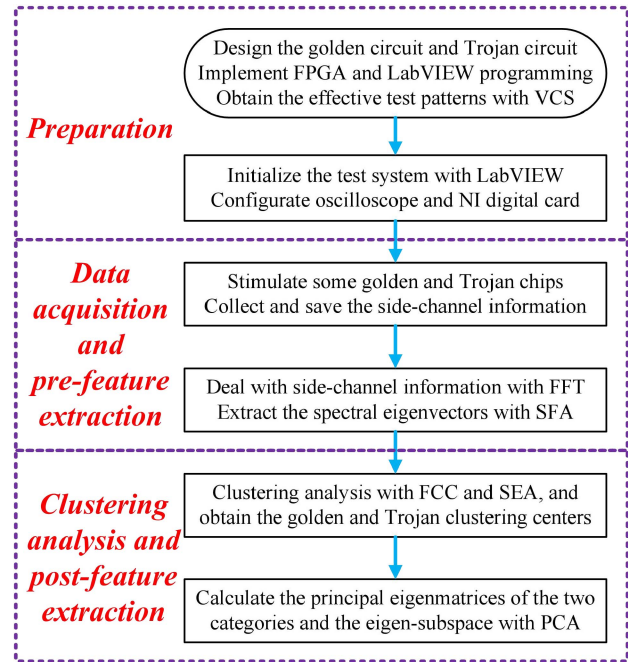 Preparation
Design the golden circuit and Trojan circuit
Implement FPGA and LabVIEW programming
Obtain the effective test patterns with VCS
Initialize the test system with LabVIEW
Configurate oscilloscope and NI digital card
Data
acquisition
and
pre-feature
extraction
Stimulate some golden and Trojan chips
Collect and save the side-channel information
Deal with side-channel information with FFT
Extract the spectral eigenvectors with SFA
Clustering
analysis and
post-feature
extraction
Clustering analysis with FCC and SEA, and
obtain the golden and Trojan clustering centers
Calculate the principal eigenmatrices of the two
categories and the eigen-subspace with PCA